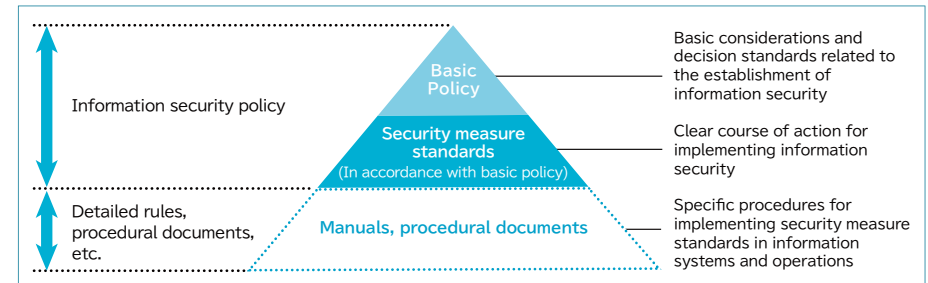 Information security policy
Detailed rules,
procedural documents,
etc.
Basic
Policy
Security measure
standards
(In accordance with basic policy)
Manuals, procedural documents
Basic considerations and
decision standards related to
the establishment of
information security
Clear course of action for
implementing information
security
Specific procedures for
implementing security measure
standards in information
systems and operations